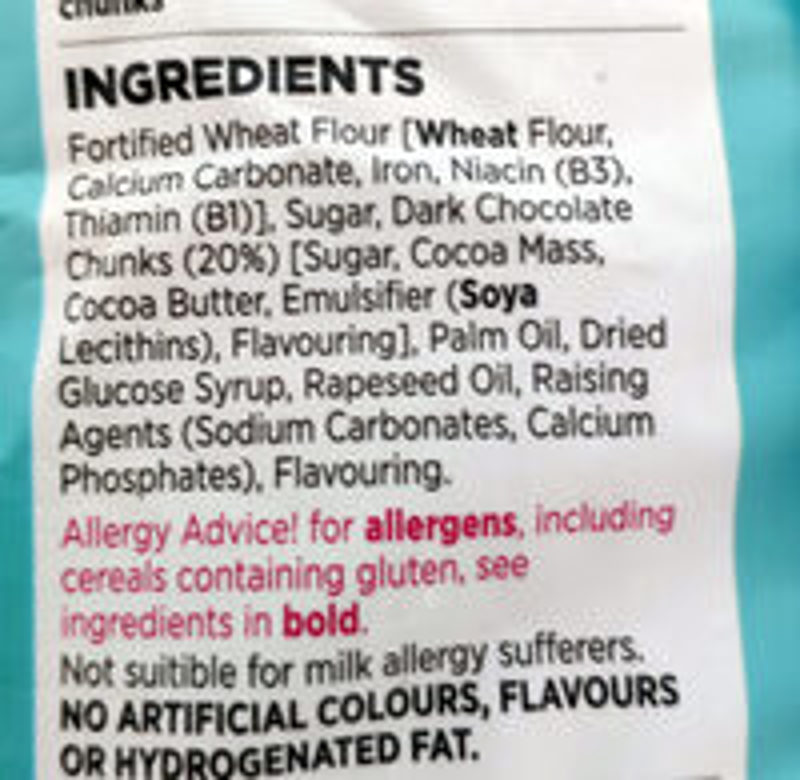 chunks
INGREDIENTS
Fortified Wheat Flour [Wheat Flour,
Calcium Carbonate, Iron, Niacin (B3),
Thiamin (B1)], Sugar, Dark Chocolate
Chunks (20%) [Sugar, Cocoa Mass,
Cocoa Butter, Emulsifier (Soya
Lecithins), Flavouring], Palm Oil, Dried
Glucose Syrup, Rapeseed Oil, Raising
Agents (Sodium Carbonates, Calcium
Phosphates), Flavouring.
Allergy Advice! for allergens, including
cereals containing gluten, see
ingredients in bold.
Not suitible for milk allergy sufferers.
NO ARTIFICIAL COLOURS, FLAVOURS
OR HYDROGENATED FAT.